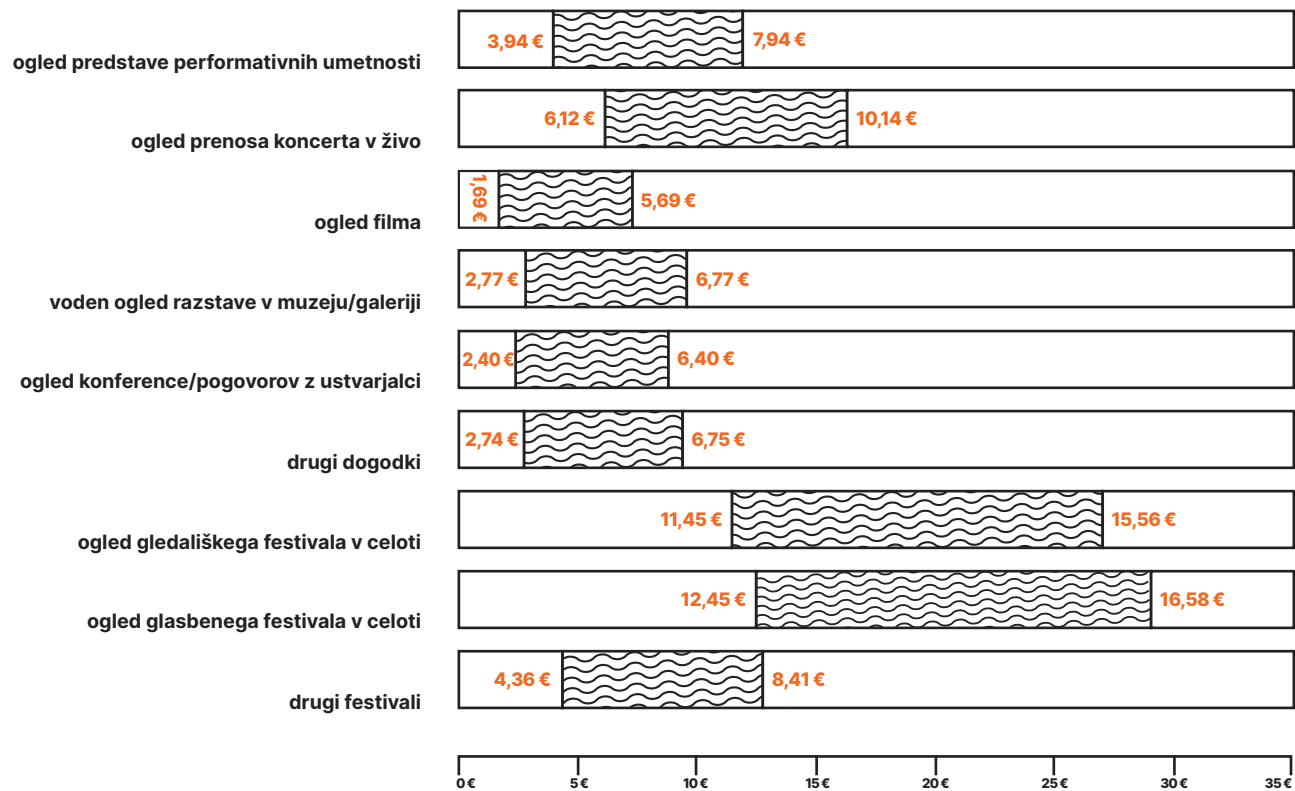 3,94 €
7,94 €
ogled predstave performativnih umetnosti
6,12 €
10,14 €
ogled prenosa koncerta v živo
1,69 €
5,69 €
ogled filma
2,77 €
6,77 €
voden ogled razstave v muzeju/galeriji
2,40 €
6,40 €
ogled konference/pogovorov z ustvarjalci
2,74 €
6,75 €
drugi dogodki
11,45 €
15,56 €
ogled gledališkega festivala v celoti
12,45 €
16,58 €
ogled glasbenega festivala v celoti
4,36 €
8,41 €
drugi festivali
0 € 5 € 10 € 15 € 20 € 25 € 30 € 35 €